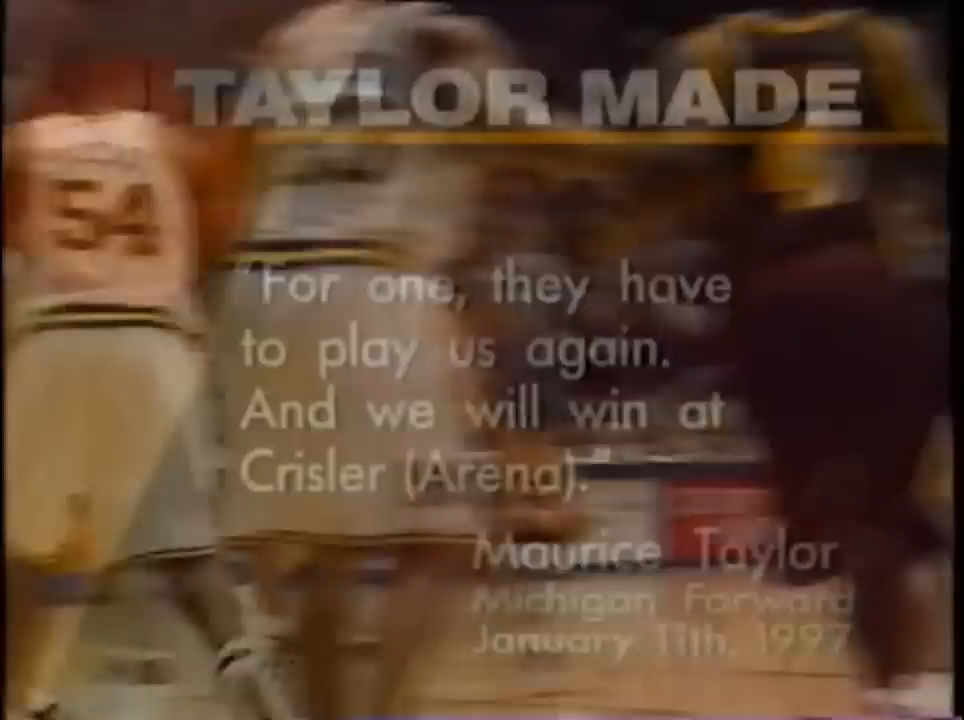 TAYLOR MADE
54
"For one, they have
to play us again.
And we will win at
Crisler (Arena)."
Maurice Taylor
Michigan Forward
January 11th, 1997